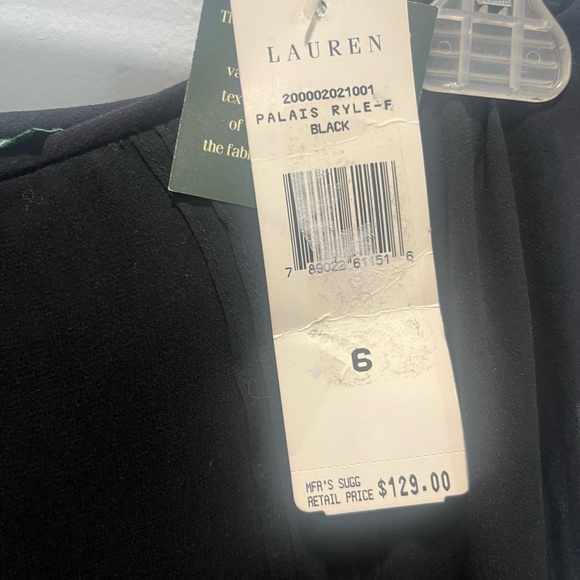 Th
va
tex
of
the fab
LAUREN
200002021001
PALAIS RYLE-F
BLACK
7 89022 61151 6
6
MFR'S SUGG
RETAIL PRICE $129.00